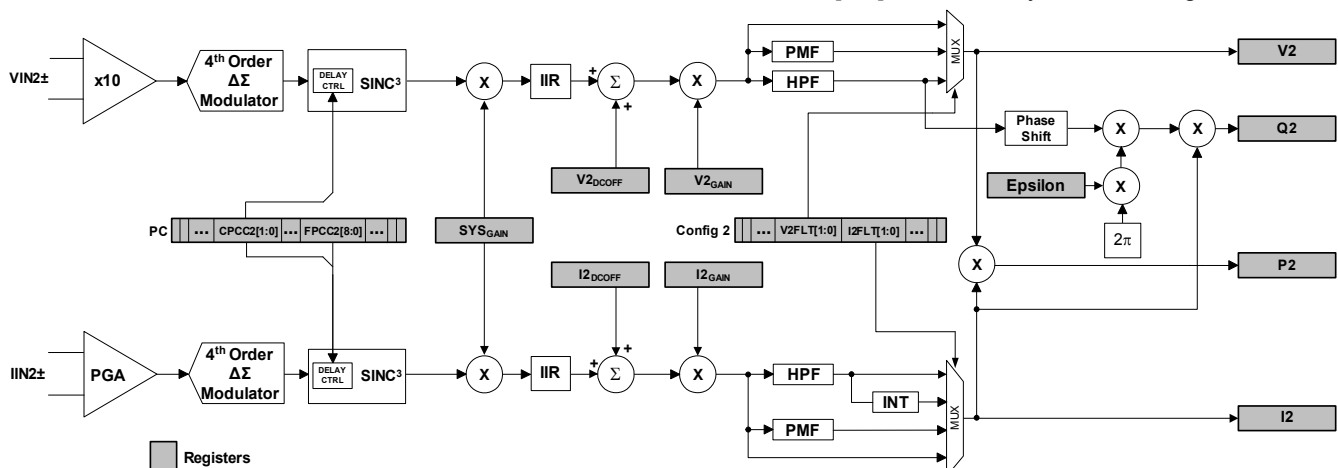 VIN2±
x10
4th Order
ΔΣ
Modulator
DELAY
CTRL
SINC3
X
IIR
+
Σ
+
X
PMF
HPF
MUX
V2
Phase
Shift
X
X
Q2
V2DCOFF
V2GAIN
Epsilon
X
PC
... CPCC2[1:0] ... FPCC2[8:0] ...
SYSGAIN
Config 2
... V2FLT[1:0] I2FLT[1:0] ...
2π
I2DCOFF
I2GAIN
X
P2
IIN2±
PGA
4th Order
ΔΣ
Modulator
DELAY
CTRL
SINC3
X
IIR
+
+
Σ
X
HPF
INT
PMF
MUX
I2
Registers